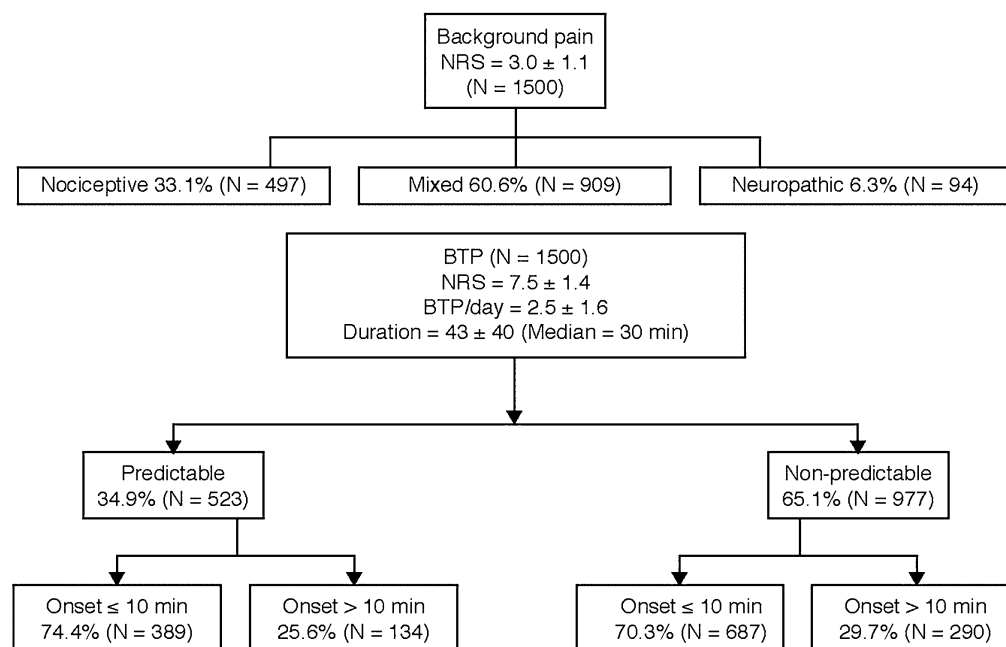 Background pain
NRS = 3.0 ± 1.1
(N = 1500)
Nociceptive 33.1% (N = 497)
Mixed 60.6% (N = 909)
Neuropathic 6.3% (N = 94)
BTP (N = 1500)
NRS = 7.5 ± 1.4
BTP/day = 2.5 ± 1.6
Duration = 43 ± 40 (Median = 30 min)
Predictable
34.9% (N = 523)
Non-predictable
65.1% (N = 977)
Onset ≤ 10 min
74.4% (N = 389)
Onset > 10 min
25.6% (N = 134)
Onset ≤ 10 min
70.3% (N = 687)
Onset > 10 min
29.7% (N = 290)